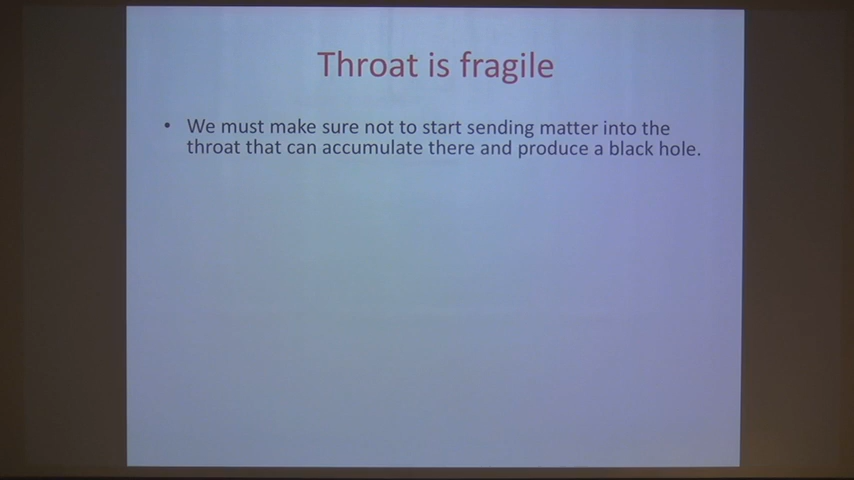 Throat is fragile
• We must make sure not to start sending matter into the
throat that can accumulate there and produce a black hole.